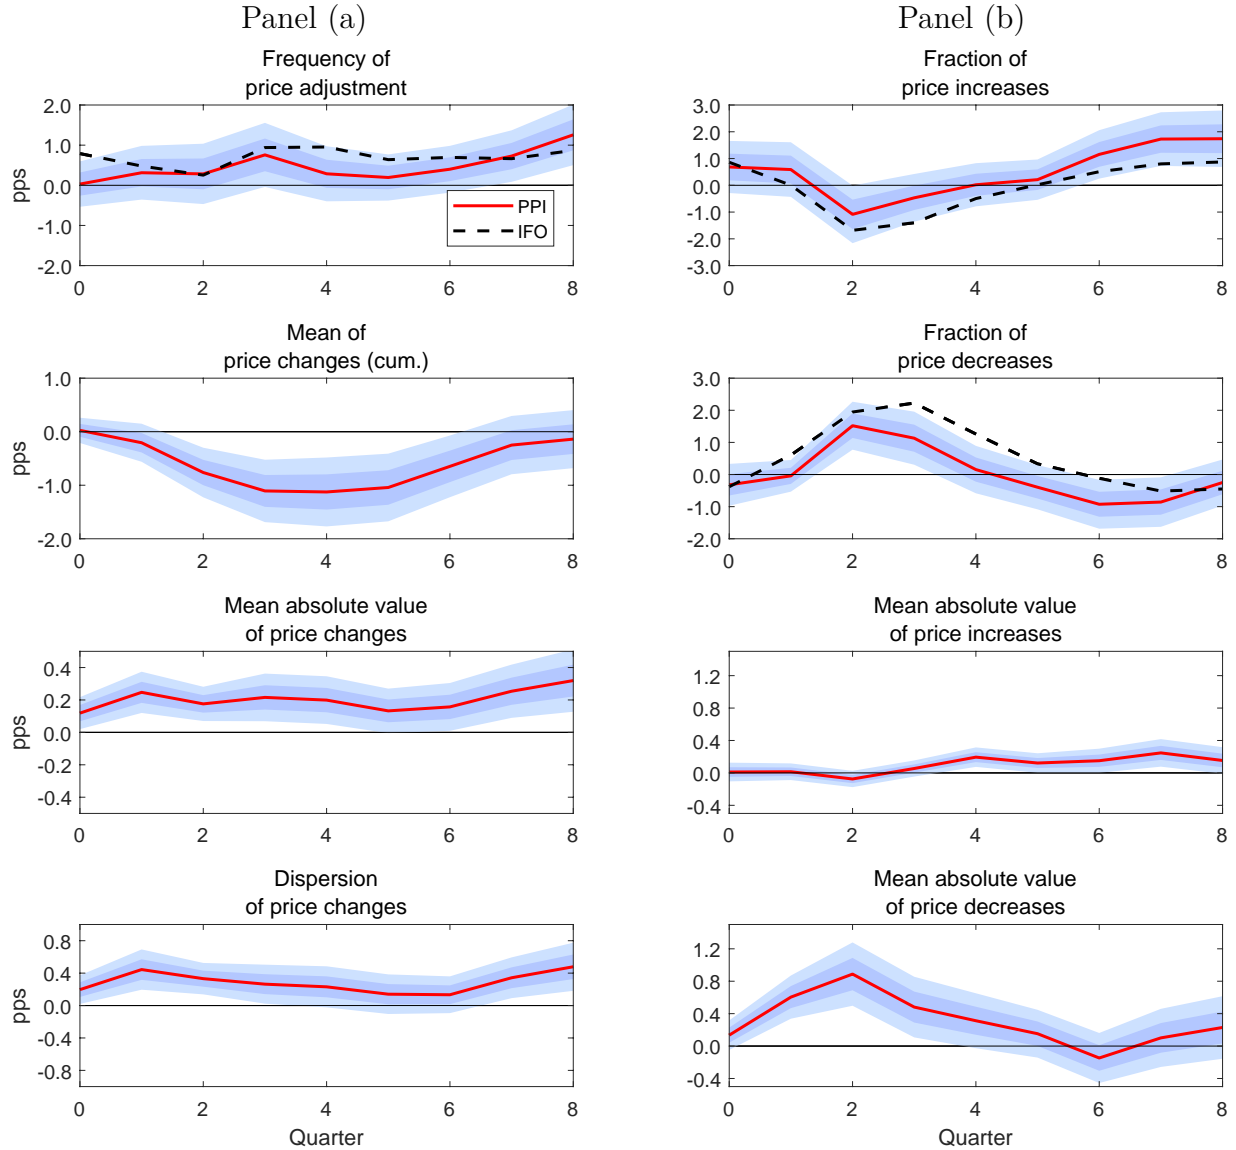 Panel (a)
Frequency of
price adjustment
2.0
1.0
0.0
-1.0
-2.0
pps
0 2 4 6 8
PPI
IFO
Mean of
price changes (cum.)
1.0
0.0
-1.0
-2.0
pps
0 2 4 6 8
Mean absolute value
of price changes
0.4
0.2
0.0
-0.2
-0.4
pps
0 2 4 6 8
Dispersion
of price changes
0.8
0.4
0.0
-0.4
-0.8
pps
0 2 4 6 8
Quarter
Panel (b)
Fraction of
price increases
3.0
2.0
1.0
0.0
-1.0
-2.0
-3.0
0 2 4 6 8
Fraction of
price decreases
3.0
2.0
1.0
0.0
-1.0
-2.0
0 2 4 6 8
Mean absolute value
of price increases
1.2
0.8
0.4
0.0
-0.4
0 2 4 6 8
Mean absolute value
of price decreases
1.2
0.8
0.4
0.0
-0.4
0 2 4 6 8
Quarter